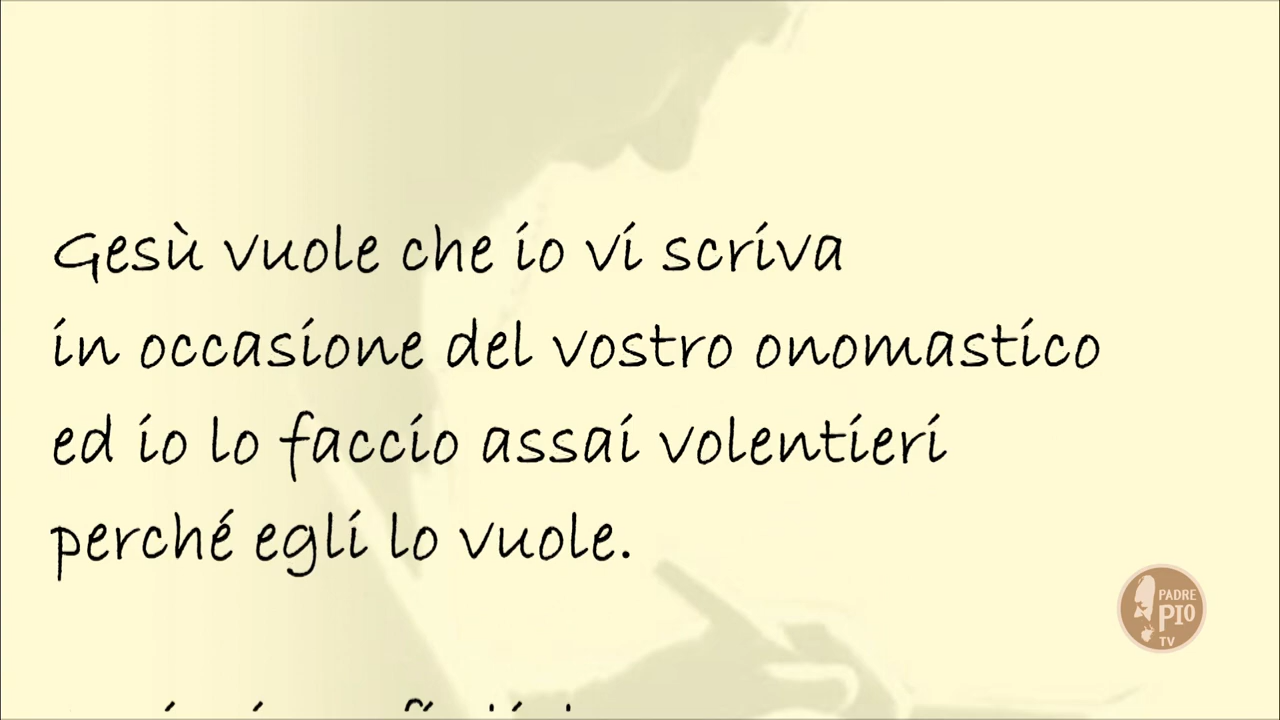 Gesù vuole che io vi scriva
in occasione del vostro onomastico
ed io lo faccio assai volentieri
perché egli lo vuole.
PADRE
PIO
TV